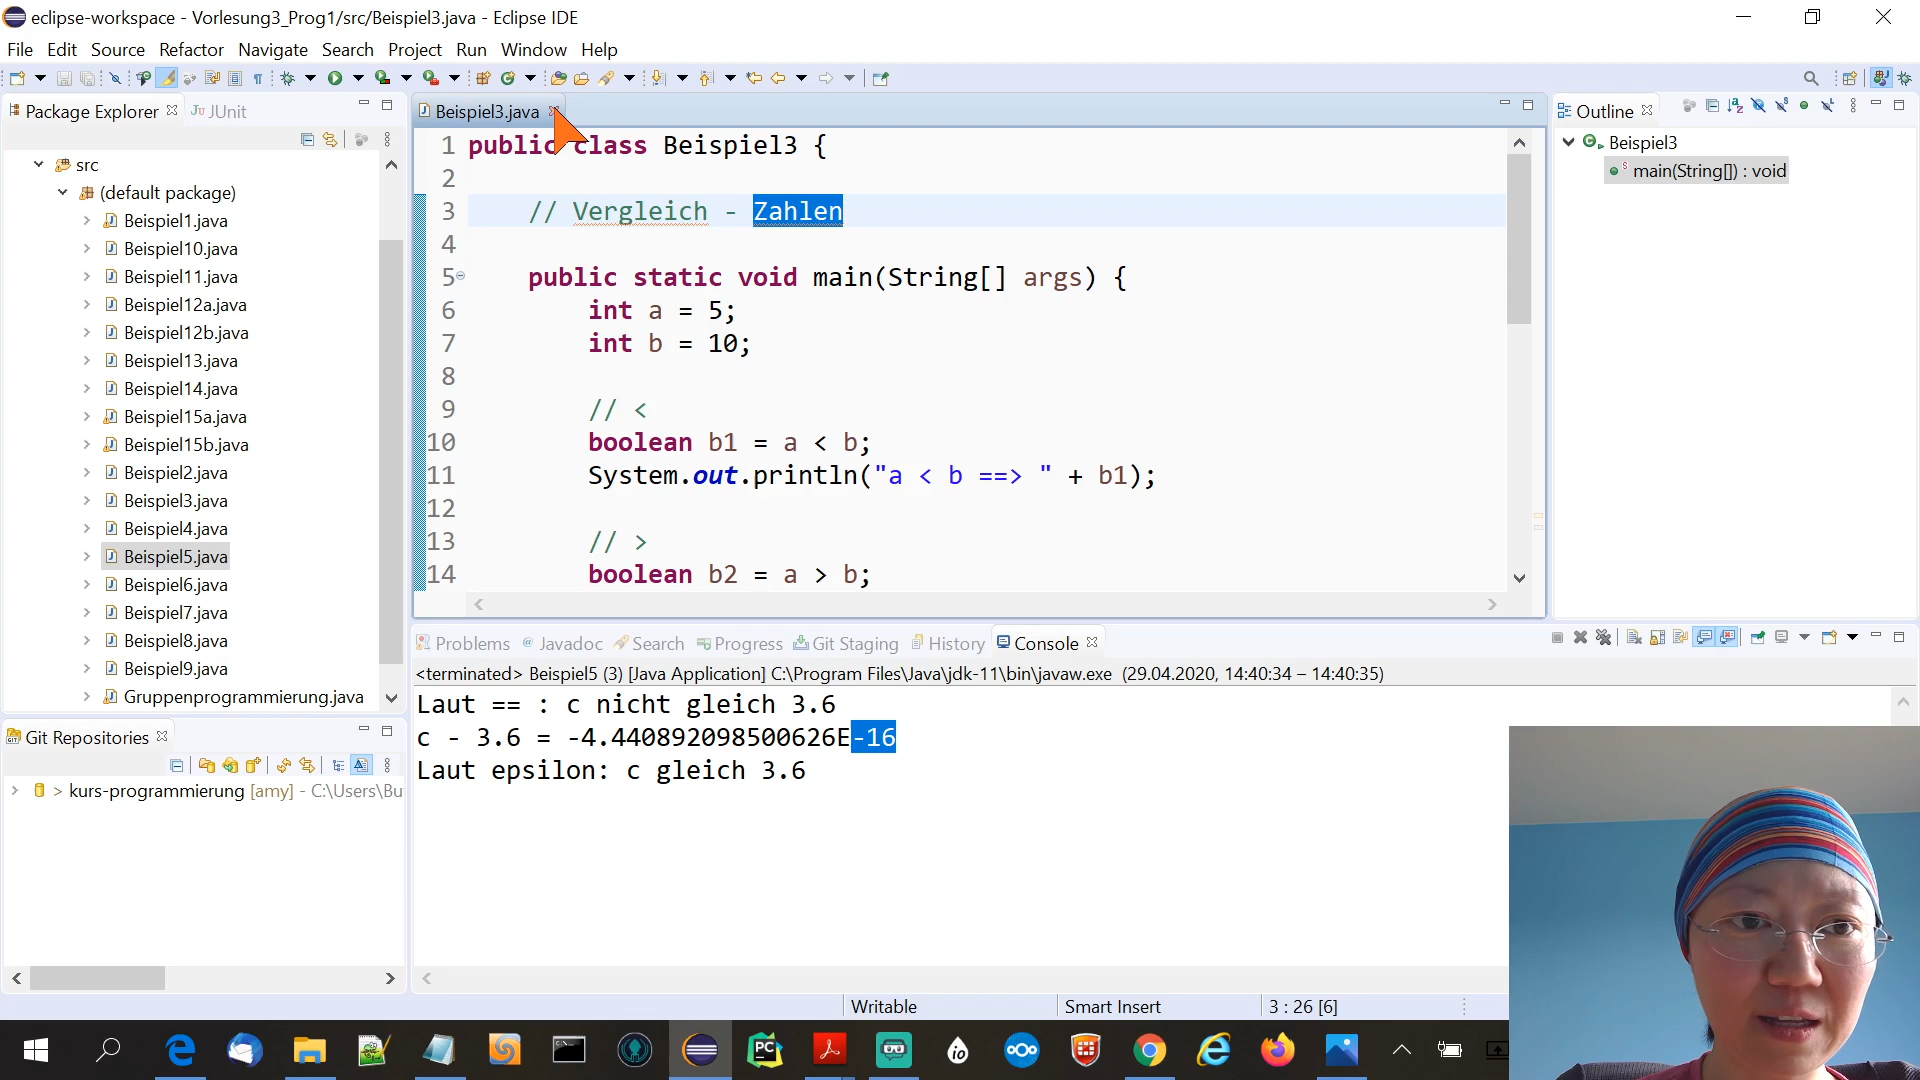 eclipse-workspace - Vorlesung3_Prog1/src/Beispiel3.java - Eclipse IDE
File Edit Source Refactor Navigate Search Project Run Window Help
Package Explorer JUnit
src
(default package)
Beispiel1.java
Beispiel10.java
Beispiel11.java
Beispiel12a.java
Beispiel12b.java
Beispiel13.java
Beispiel14.java
Beispiel15a.java
Beispiel15b.java
Beispiel2.java
Beispiel3.java
Beispiel4.java
Beispiel5.java
Beispiel6.java
Beispiel7.java
Beispiel8.java
Beispiel9.java
Gruppenprogrammierung.java
Git Repositories
> kurs-programmierung [amy] - C:\Users\Bu
Beispiel3.java
1 public class Beispiel3 {
2
3 // Vergleich - Zahlen
4
5 public static void main(String[] args) {
6 int a = 5;
7 int b = 10;
8
9 // <
10 boolean b1 = a < b;
11 System.out.println("a < b ==> " + b1);
12
13 // >
14 boolean b2 = a > b;
Outline
Beispiel3
main(String[]) : void
Problems Javadoc Search Progress Git Staging History Console
<terminated> Beispiel5 (3) [Java Application] C:\Program Files\Java\jdk-11\bin\javaw.exe (29.04.2020, 14:40:34 – 14:40:35)
Laut == : c nicht gleich 3.6
c - 3.6 = -4.440892098500626E-16
Laut epsilon: c gleich 3.6
Writable Smart Insert 3 : 26 [6]